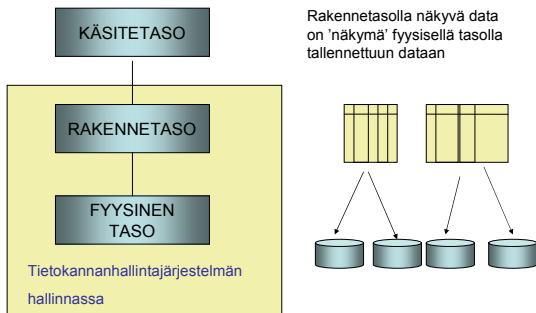 KÄSITETASO
RAKENNETASO
FYYSINEN
TASO
Tietokannanhallintajärjestelmän
hallinnassa
Rakennetasolla näkyvä data
on 'näkymä' fyysisellä tasolla
tallennettuun dataan